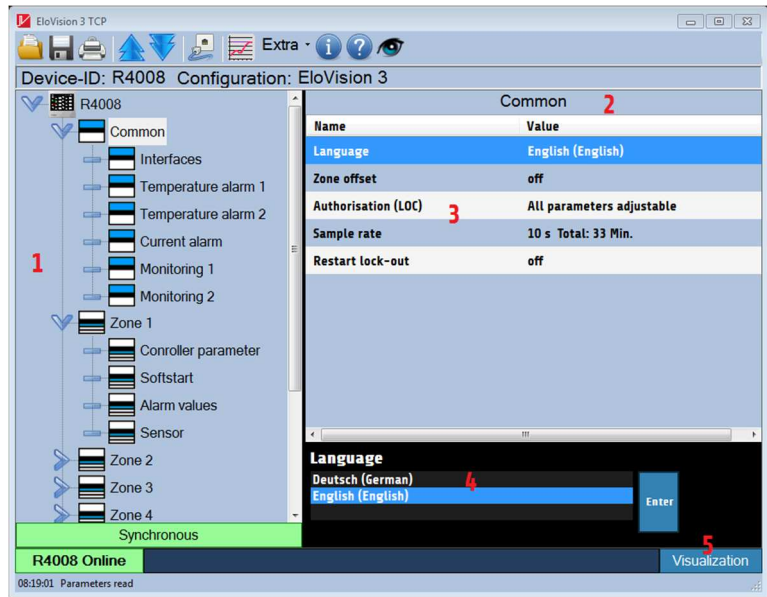 EloVision 3 TCP
Extra
Device-ID: R4008 Configuration: EloVision 3
R4008
Common
Interfaces
Temperature alarm 1
Temperature alarm 2
Current alarm
Monitoring 1
Monitoring 2
Zone 1
Conroller parameter
Softstart
Alarm values
Sensor
Zone 2
Zone 3
Zone 4
1
Synchronous
Common 2
Name Value
Language English (English)
Zone offset off
Authorisation (LOC) All parameters adjustable
3
Sample rate 10 s Total: 33 Min.
Restart lock-out off
Language
Deutsch (German)
4
English (English)
Enter
5
R4008 Online
Visualization
08:19:01 Parameters read